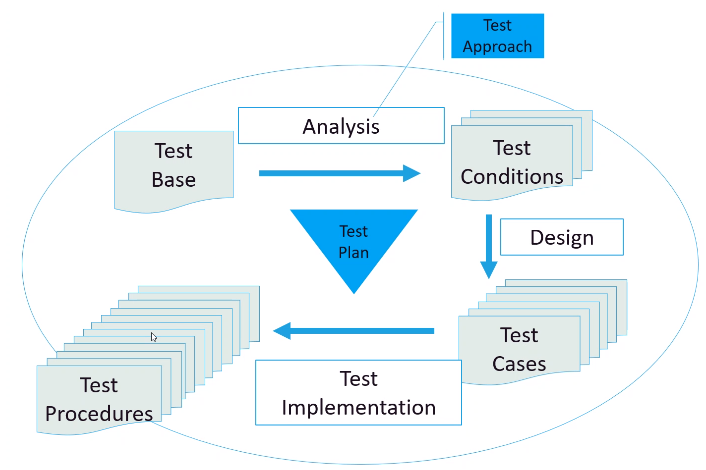 Test
Approach
Analysis
Test
Base
Test
Conditions
Test
Plan
Design
Test
Cases
Test
Implementation
Test
Procedures